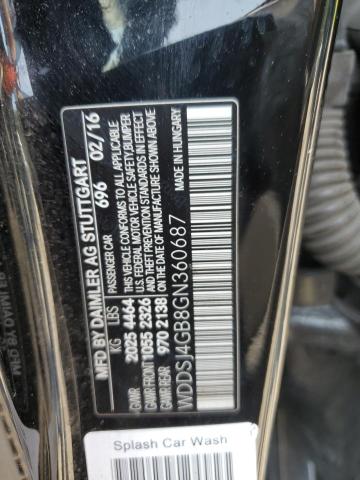 MFD BY DAIMLER AG STUTTGART
696 02/16
PASSENGER CAR
KG LBS
GVWR 2025 4464
GAWR FRONT 1055 2326
GAWR REAR 970 2138
THIS VEHICLE CONFORMS TO ALL APPLICABLE
U.S. FEDERAL MOTOR VEHICLE SAFETY, BUMPER
AND THEFT PREVENTION STANDARDS IN EFFECT
ON THE DATE OF MANUFACTURE SHOWN ABOVE
MADE IN HUNGARY
WDDSJ4GB8GN360687
Splash Car Wash